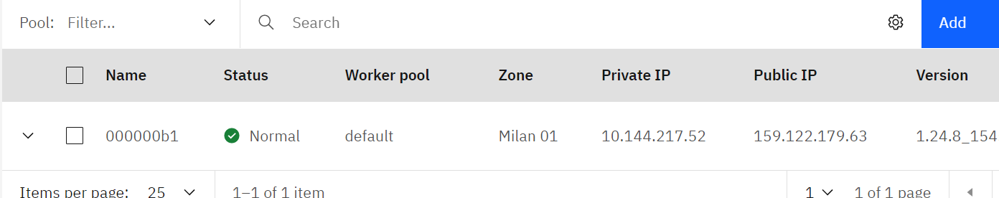 Pool: Filter... Search Add
Name Status Worker pool Zone Private IP Public IP Version
000000b1 Normal default Milan 01 10.144.217.52 159.122.179.63 1.24.8_154
Items per page: 25 1–1 of 1 item 1 1 of 1 page